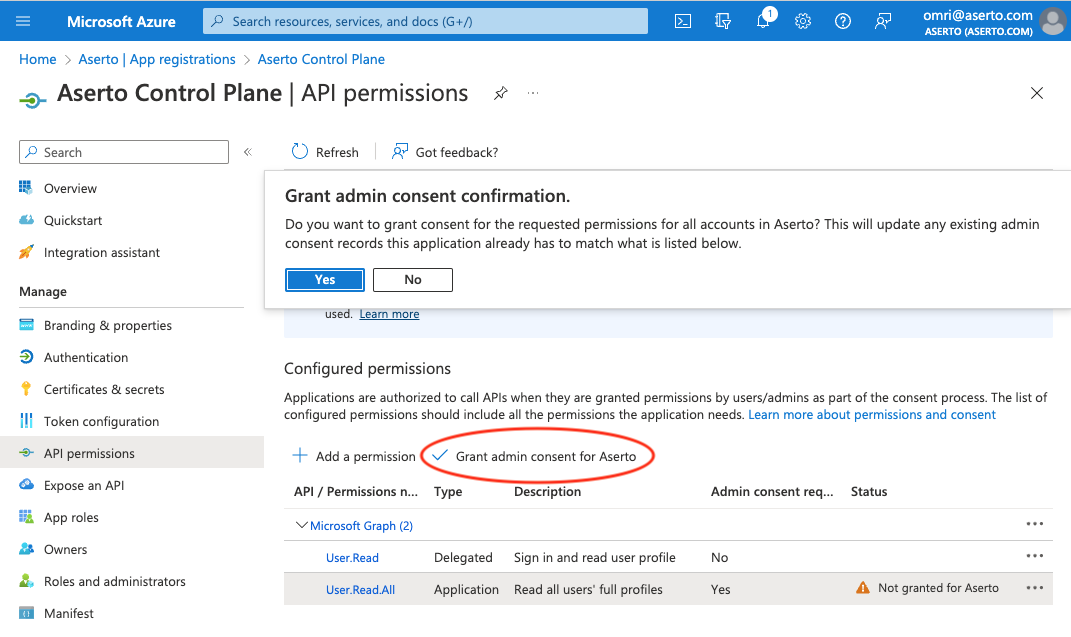 Microsoft Azure
Search resources, services, and docs (G+/)
1
omri@aserto.com
ASERTO (ASERTO.COM)
Home > Aserto | App registrations > Aserto Control Plane
Aserto Control Plane | API permissions
...
Search
«
Refresh
Got feedback?
Overview
Quickstart
Integration assistant
Manage
Branding & properties
Authentication
Certificates & secrets
Token configuration
API permissions
Expose an API
App roles
Owners
Roles and administrators
Manifest
Grant admin consent confirmation.
Do you want to grant consent for the requested permissions for all accounts in Aserto? This will update any existing admin
consent records this application already has to match what is listed below.
Yes
No
used. Learn more
Configured permissions
Applications are authorized to call APIs when they are granted permissions by users/admins as part of the consent process. The list of
configured permissions should include all the permissions the application needs. Learn more about permissions and consent
Add a permission
Grant admin consent for Aserto
API / Permissions n... Type Description Admin consent req... Status
Microsoft Graph (2) ...
User.Read Delegated Sign in and read user profile No ...
User.Read.All Application Read all users' full profiles Yes Not granted for Aserto ...